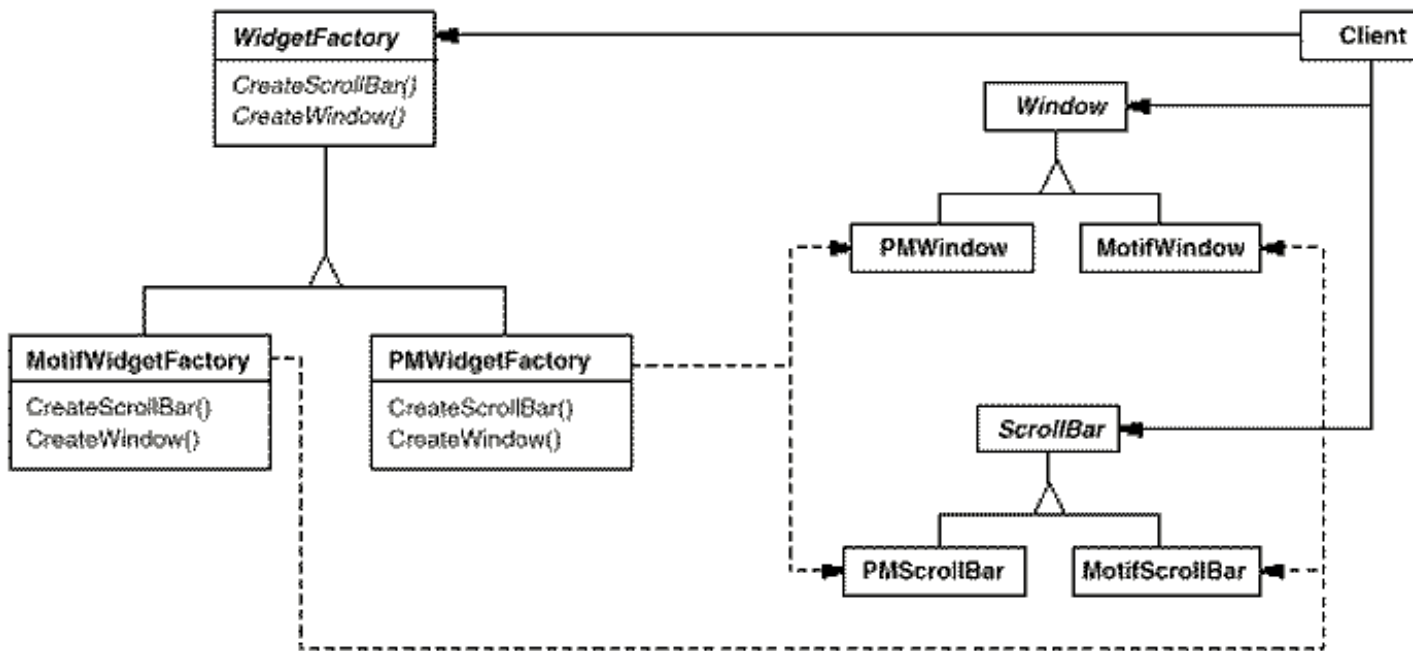 WidgetFactory
CreateScrollBar()
CreateWindow()
Client
Window
PMWindow
MotifWindow
MotifWidgetFactory
CreateScrollBar()
CreateWindow()
PMWidgetFactory
CreateScrollBar()
CreateWindow()
ScrollBar
PMScrollBar
MotifScrollBar